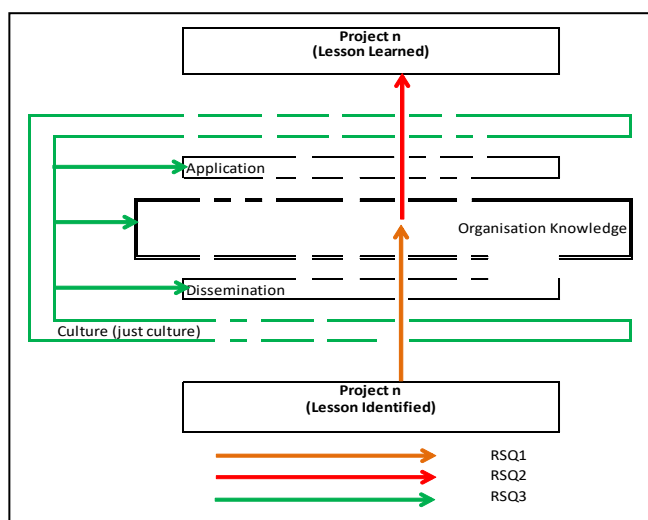 Project n
(Lesson Learned)
Application
Organisation Knowledge
Dissemination
Culture (just culture)
Project n
(Lesson Identified)
RSQ1
RSQ2
RSQ3